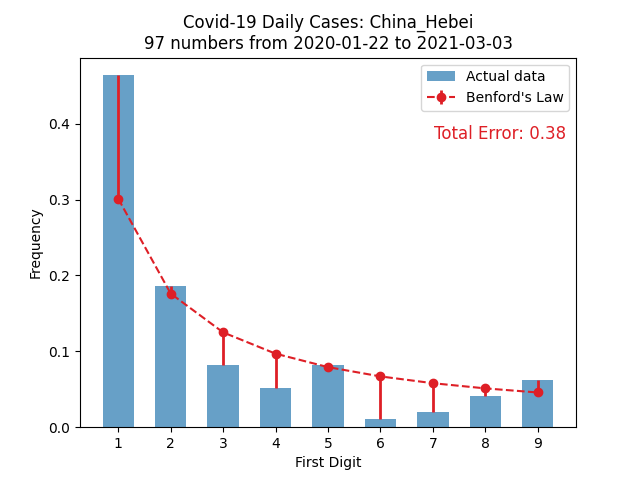 Covid-19 Daily Cases: China_Hebei
97 numbers from 2020-01-22 to 2021-03-03
Actual data
Benford's Law
Total Error: 0.38
0.4
0.3
0.2
0.1
0.0
Frequency
1 2 3 4 5 6 7 8 9
First Digit